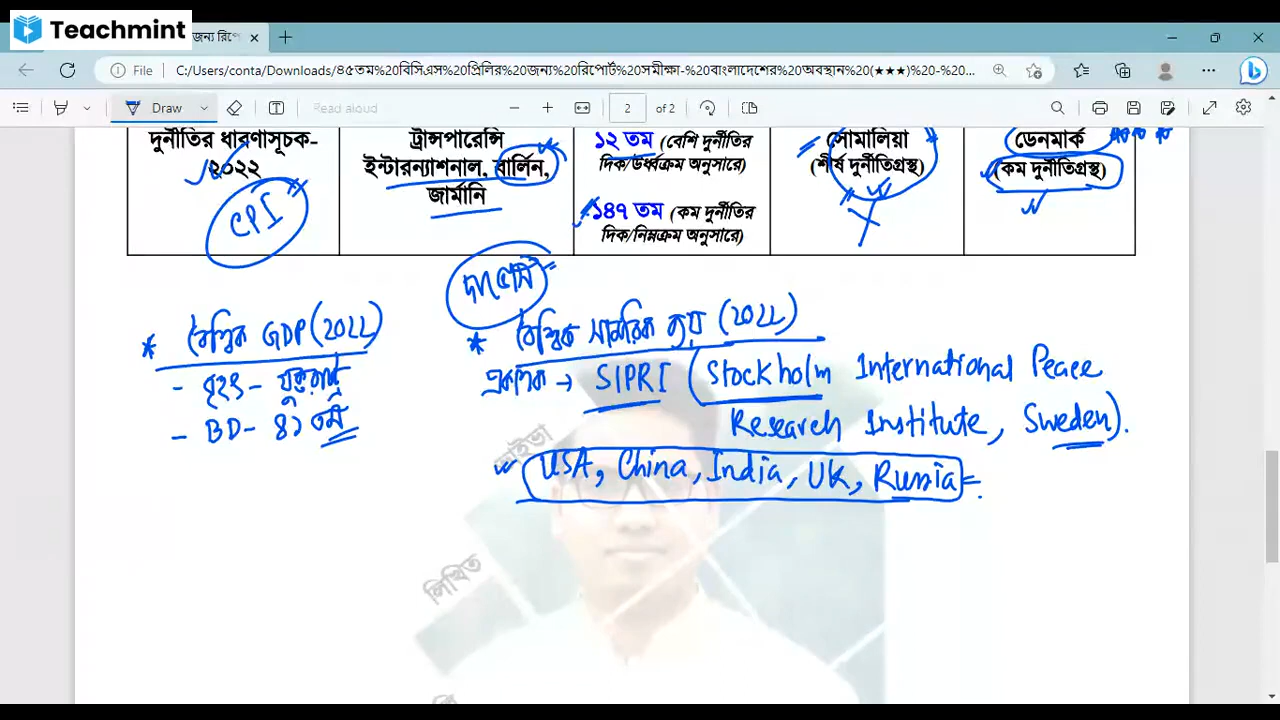 Teachmint
জন্য রিপে
File C:/Users/conta/Downloads/৪৫তম%20বিসিএস%20প্রিলির%20জন্য%20রিপোর্ট%20সমীক্ষা-%20বাংলাদেশের%20অবস্থান%20(★★★)%20-%20...
Draw Read aloud 2 of 2
দুর্নীতির ধারণাসূচক- ট্রান্সপারেন্সি ১২ তম (বেশি দুর্নীতির সোমালিয়া ডেনমার্ক
২০২২ ইন্টারন্যাশনাল, বার্লিন, দিক/উর্ধ্বক্রম অনুসারে) (শীর্ষ দুর্নীতিগ্রস্থ) (কম দুর্নীতিগ্রস্থ)
জার্মানি
CPI ১৪৭ তম (কম দুর্নীতির
দিক/নিম্নক্রম অনুসারে)
* বৈশ্বিক GDP (2022)
- বৃহৎ - যুক্তরাষ্ট্র
- BD - ৪১ তম
* বৈশ্বিক সামরিক ব্যয় (2022)
প্রকাশক → SIPRI (Stockholm International Peace
Research Institute, Sweden).
USA, China, India, UK, Russia
ভাইভা
লিখিত